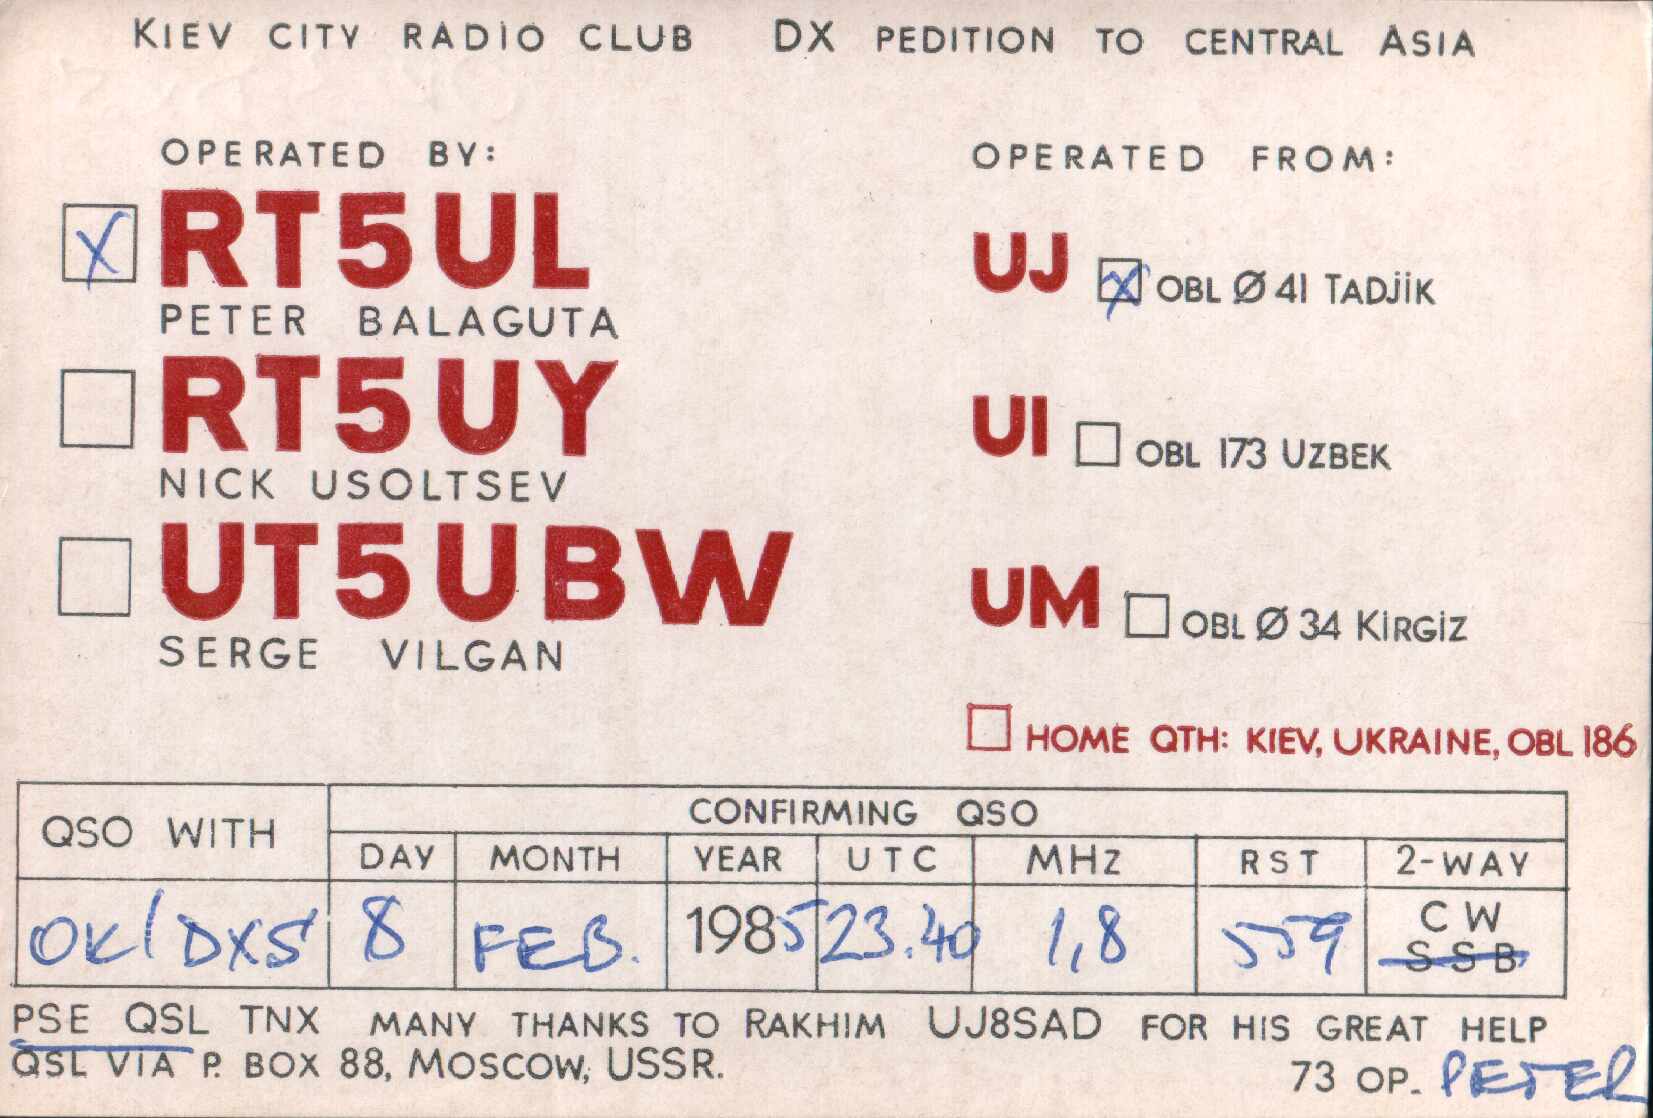 KIEV CITY RADIO CLUB DX PEDITION TO CENTRAL ASIA
OPERATED BY:
X RT5UL
PETER BALAGUTA
RT5UY
NICK USOLTSEV
UT5UBW
SERGE VILGAN
OPERATED FROM:
UJ X OBL Ø41 TADJIK
UI OBL 173 UZBEK
UM OBL Ø34 KIRGIZ
HOME QTH: KIEV, UKRAINE, OBL 186
QSO WITH CONFIRMING QSO
DAY MONTH YEAR UTC MHZ RST 2-WAY
OK1DXS 8 FEB. 1985 23.40 1,8 559 CW
SSB
PSE QSL TNX MANY THANKS TO RAKHIM UJ8SAD FOR HIS GREAT HELP
QSL VIA P. BOX 88, MOSCOW, USSR. 73 OP. PETER